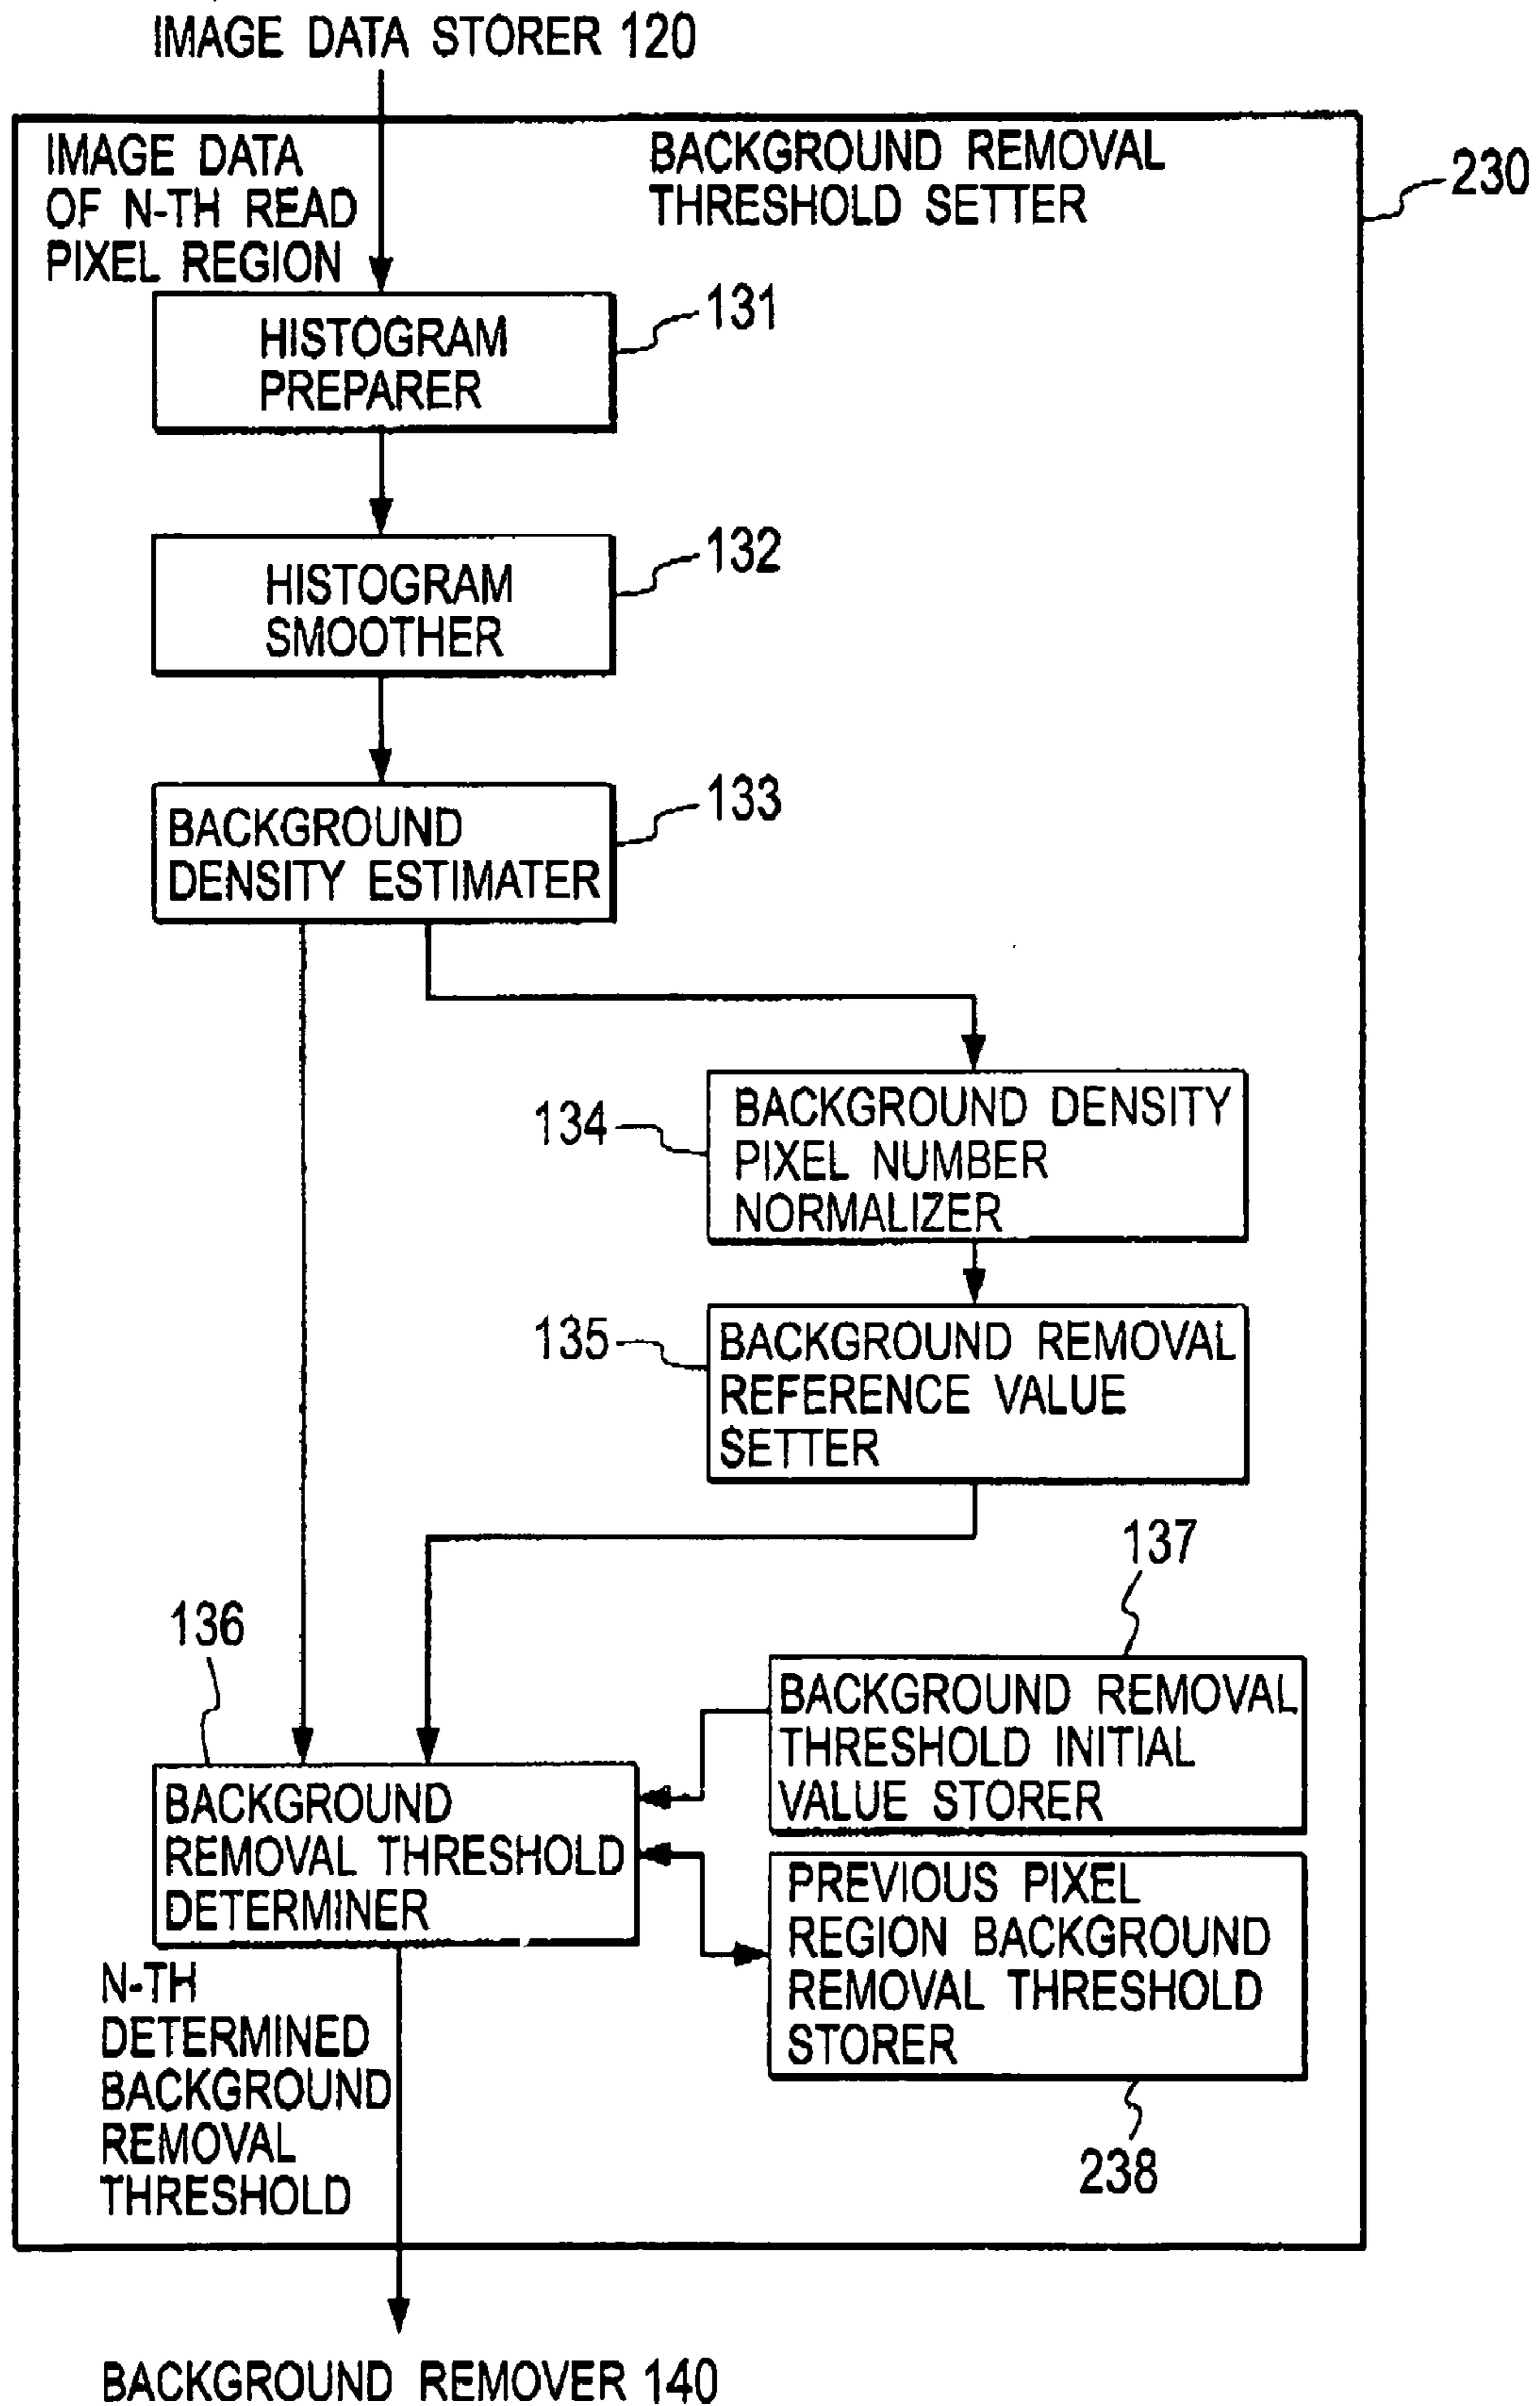 IMAGE DATA STORER 120
IMAGE DATA
OF N-TH READ
PIXEL REGION
BACKGROUND REMOVAL
THRESHOLD SETTER
230
HISTOGRAM
PREPARER
131
HISTOGRAM
SMOOTHER
132
BACKGROUND
DENSITY ESTIMATER
133
134
BACKGROUND DENSITY
PIXEL NUMBER
NORMALIZER
135
BACKGROUND REMOVAL
REFERENCE VALUE
SETTER
137
136
BACKGROUND REMOVAL
THRESHOLD INITIAL
VALUE STORER
BACKGROUND
REMOVAL THRESHOLD
DETERMINER
PREVIOUS PIXEL
REGION BACKGROUND
REMOVAL THRESHOLD
STORER
238
N-TH
DETERMINED
BACKGROUND
REMOVAL
THRESHOLD
BACKGROUND REMOVER 140